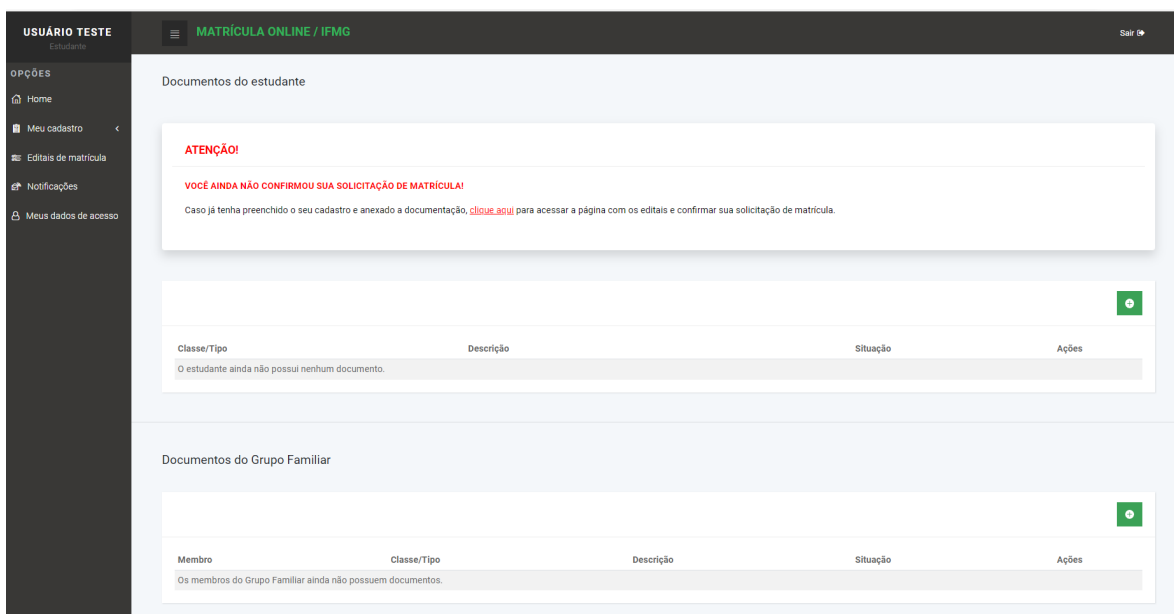 USUÁRIO TESTE
Estudante
OPÇÕES
Home
Meu cadastro
Editais de matrícula
Notificações
Meus dados de acesso
MATRÍCULA ONLINE / IFMG
Sair
Documentos do estudante
ATENÇÃO!
VOCÊ AINDA NÃO CONFIRMOU SUA SOLICITAÇÃO DE MATRÍCULA!
Caso já tenha preenchido o seu cadastro e anexado a documentação, clique aqui para acessar a página com os editais e confirmar sua solicitação de matrícula.
Classe/Tipo Descrição Situação Ações
O estudante ainda não possui nenhum documento.
Documentos do Grupo Familiar
Membro Classe/Tipo Descrição Situação Ações
Os membros do Grupo Familiar ainda não possuem documentos.